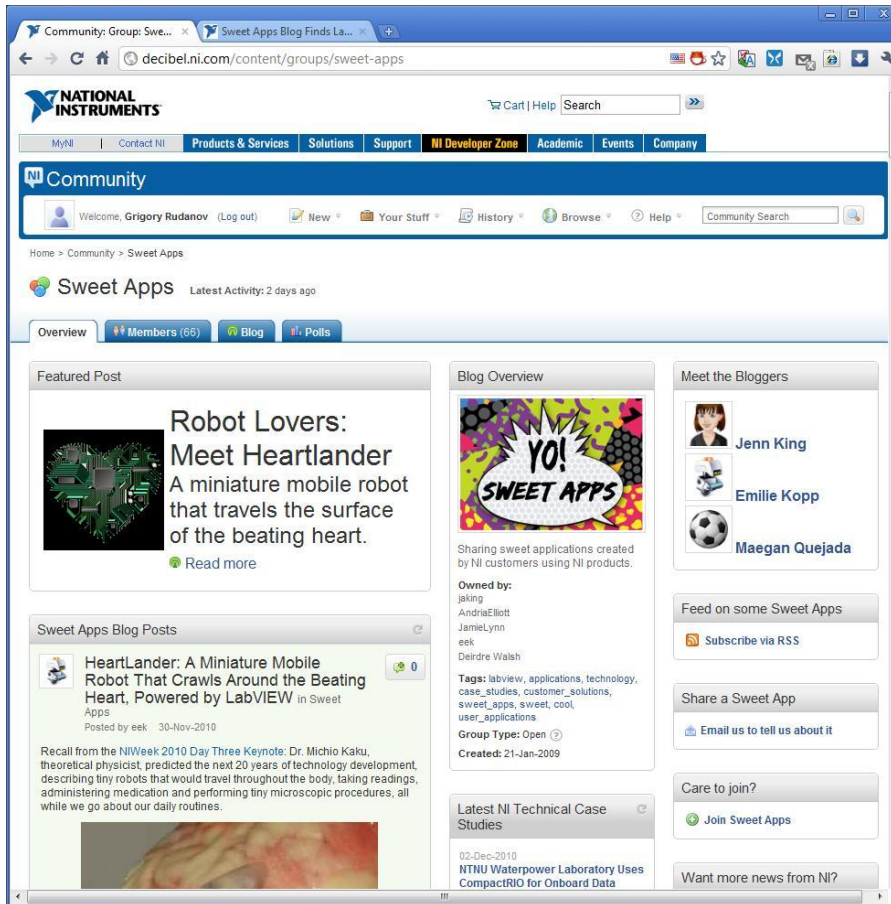 Community: Group: Swe...
Sweet Apps Blog Finds La...
decibel.ni.com/content/groups/sweet-apps
NATIONAL
INSTRUMENTS
Cart | Help Search
MyNI | Contact NI Products & Services Solutions Support NI Developer Zone Academic Events Company
NI Community
Welcome, Grigory Rudanov (Log out) New Your Stuff History Browse Help Community Search
Home > Community > Sweet Apps
Sweet Apps Latest Activity: 2 days ago
Overview Members (66) Blog Polls
Featured Post
Robot Lovers:
Meet Heartlander
A miniature mobile robot
that travels the surface
of the beating heart.
Read more
Sweet Apps Blog Posts
HeartLander: A Miniature Mobile
Robot That Crawls Around the Beating
Heart, Powered by LabVIEW in Sweet
Apps
0
Posted by eek 30-Nov-2010
Recall from the NIWeek 2010 Day Three Keynote: Dr. Michio Kaku,
theoretical physicist, predicted the next 20 years of technology development,
describing tiny robots that would travel throughout the body, taking readings,
administering medication and performing tiny microscopic procedures, all
while we go about our daily routines.
Blog Overview
YO!
SWEET APPS
Sharing sweet applications created
by NI customers using NI products.
Owned by:
jaking
AndriaElliott
JamieLynn
eek
Deirdre Walsh
Tags: labview, applications, technology,
case_studies, customer_solutions,
sweet_apps, sweet, cool,
user_applications
Group Type: Open
Created: 21-Jan-2009
Latest NI Technical Case
Studies
02-Dec-2010
NTNU Waterpower Laboratory Uses
CompactRIO for Onboard Data
Meet the Bloggers
Jenn King
Emilie Kopp
Maegan Quejada
Feed on some Sweet Apps
Subscribe via RSS
Share a Sweet App
Email us to tell us about it
Care to join?
Join Sweet Apps
Want more news from NI?